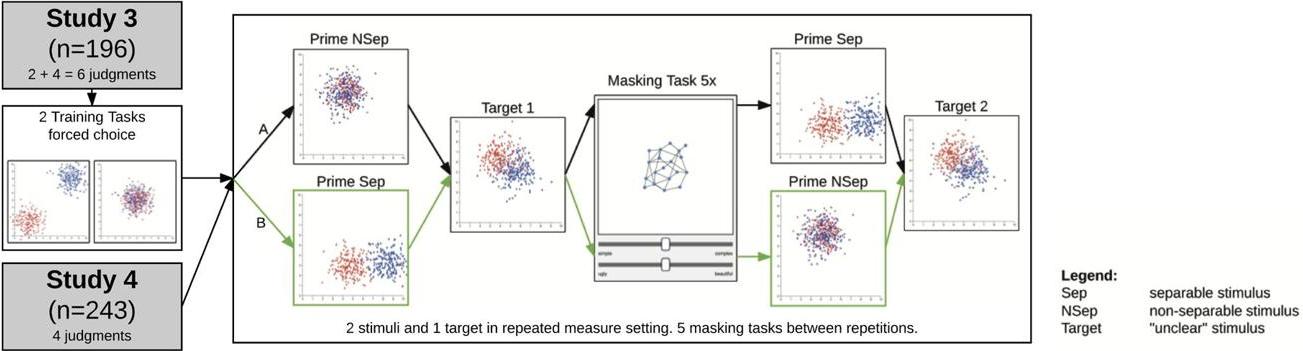 Study 3
(n=196)
2 + 4 = 6 judgments
2 Training Tasks
forced choice
Study 4
(n=243)
4 judgments
A
B
Prime NSep
Prime Sep
Target 1
Masking Task 5x
simple complex
ugly beautiful
Prime Sep
Prime NSep
Target 2
2 stimuli and 1 target in repeated measure setting. 5 masking tasks between repetitions.
Legend:
Sep separable stimulus
NSep non-separable stimulus
Target "unclear" stimulus